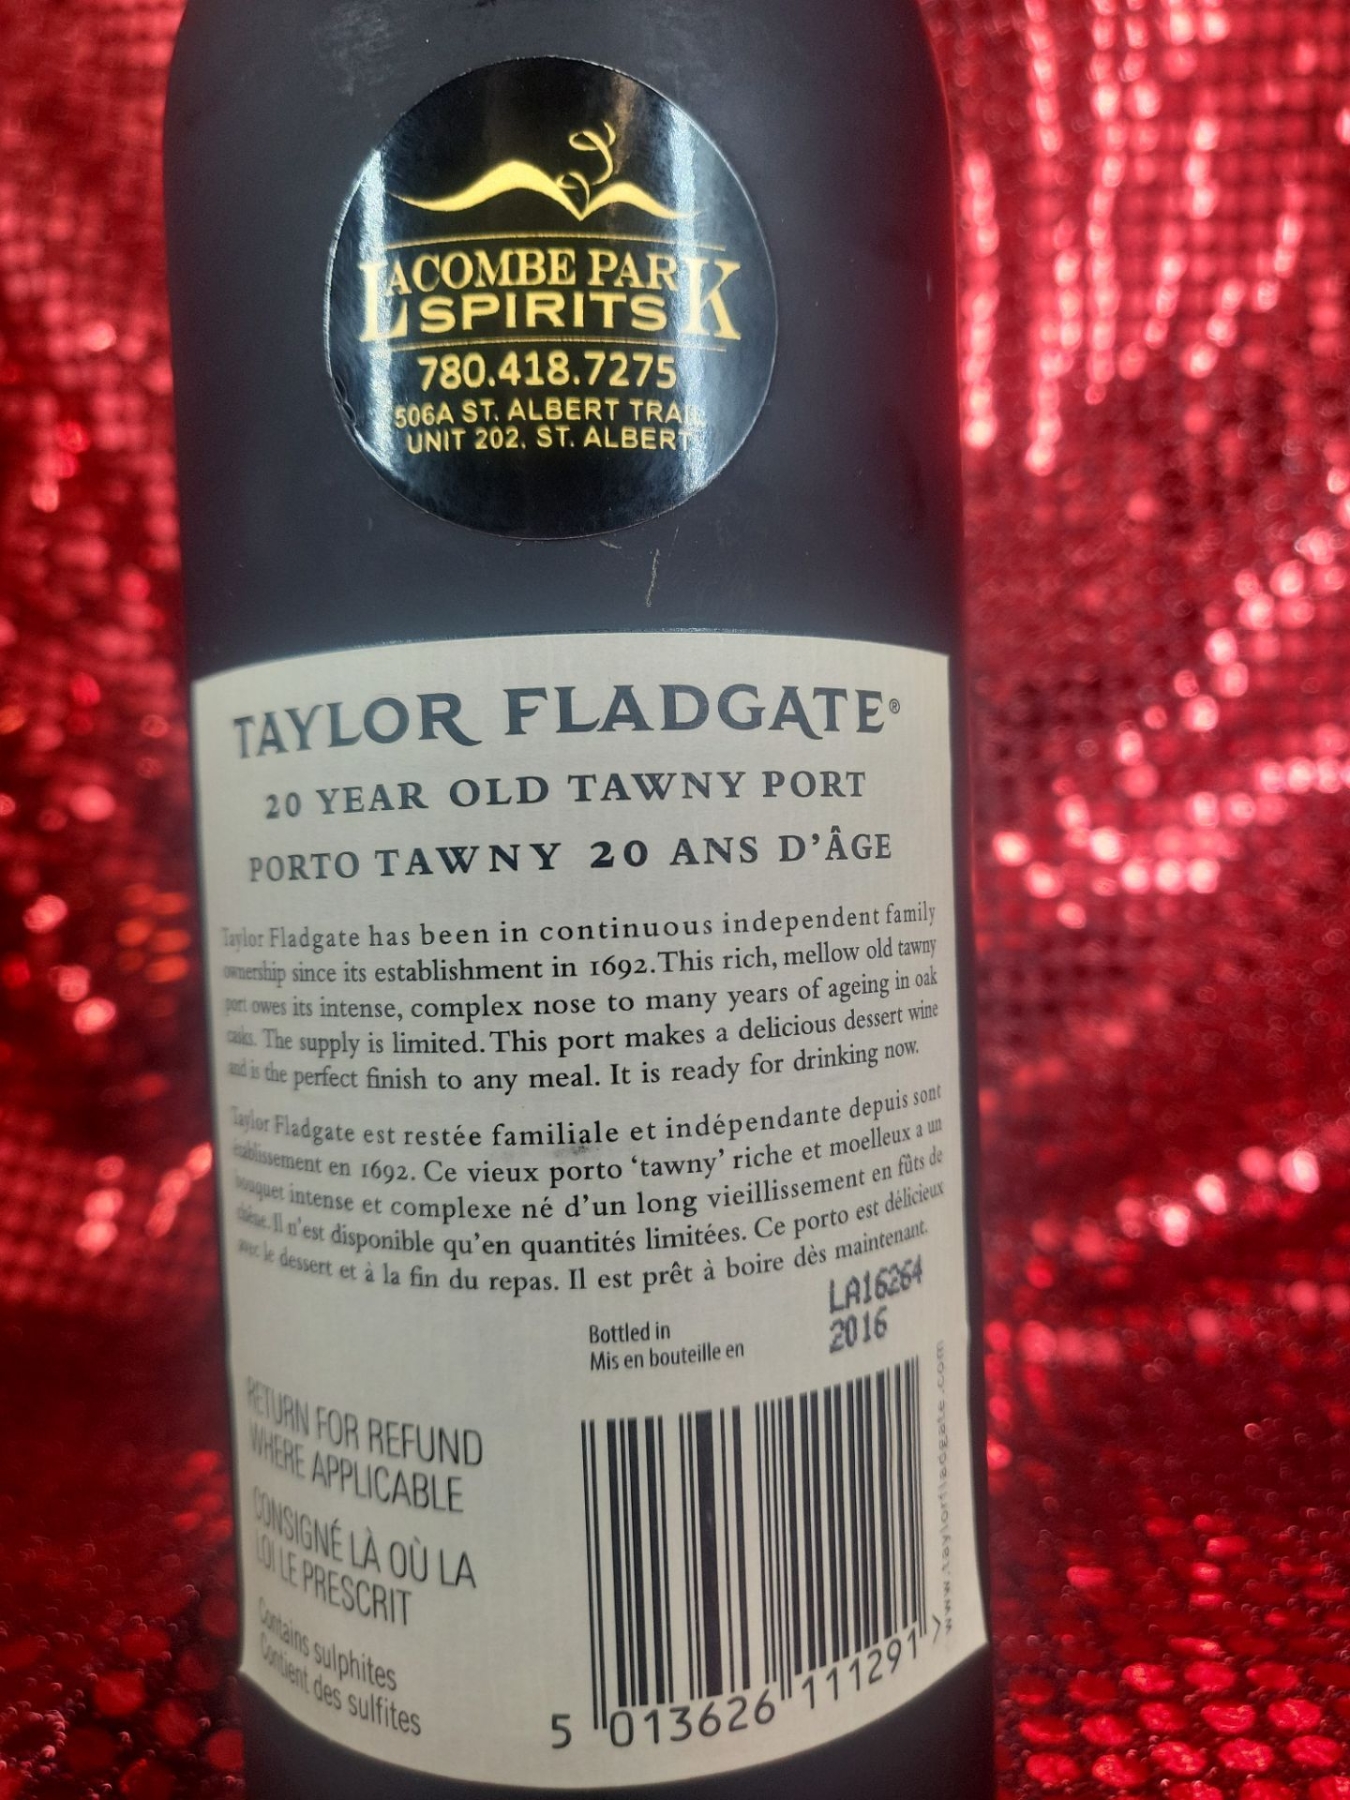 LACOMBE PARK
SPIRITS
780.418.7275
506A ST. ALBERT TRAIL
UNIT 202, ST. ALBERT
TAYLOR FLADGATE®
20 YEAR OLD TAWNY PORT
PORTO TAWNY 20 ANS D'ÂGE
Taylor Fladgate has been in continuous independent family
ownership since its establishment in 1692. This rich, mellow old tawny
port owes its intense, complex nose to many years of ageing in oak
casks. The supply is limited. This port makes a delicious dessert wine
and is the perfect finish to any meal. It is ready for drinking now.
Taylor Fladgate est restée familiale et indépendante depuis sont
établissement en 1692. Ce vieux porto 'tawny' riche et moelleux a un
bouquet intense et complexe né d'un long vieillissement en fûts de
chêne. Il n'est disponible qu'en quantités limitées. Ce porto est délicieux
avec le dessert et à la fin du repas. Il est prêt à boire dès maintenant.
LA16264
2016
Bottled in
Mis en bouteille en
RETURN FOR REFUND
WHERE APPLICABLE
CONSIGNÉ LÀ OÙ LA
LOI LE PRESCRIT
Contains sulphites
Contient des sulfites
5 013626 111291 >
www.taylorfladgate.com